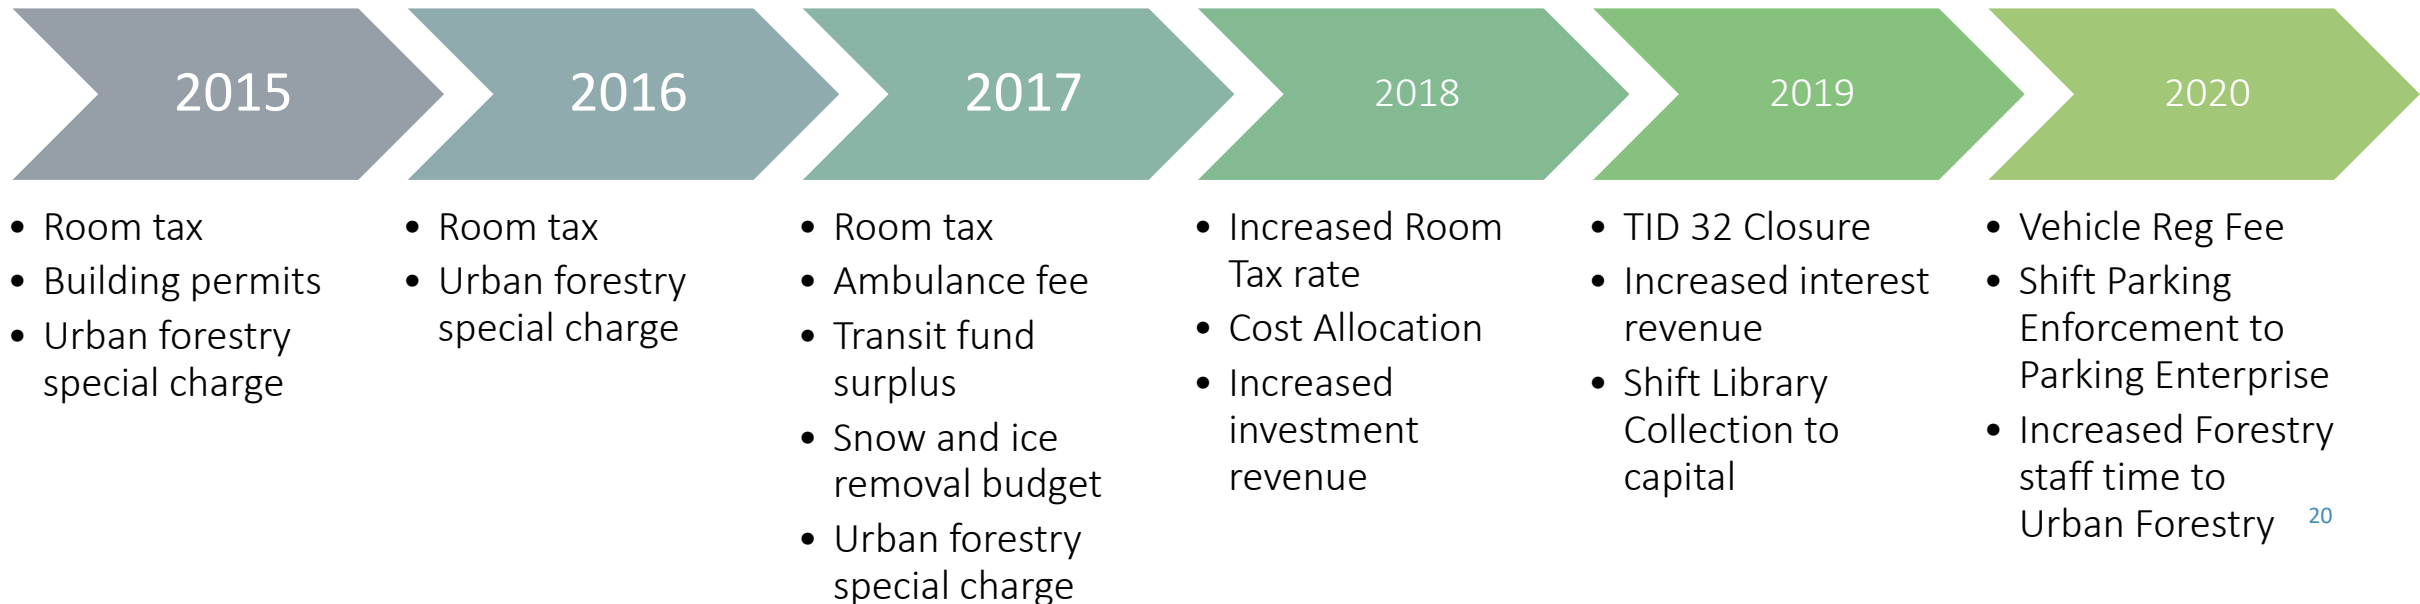 2015
• Room tax
• Building permits
• Urban forestry
special charge
2016
• Room tax
• Urban forestry
special charge
2017
• Room tax
• Ambulance fee
• Transit fund
surplus
• Snow and ice
removal budget
• Urban forestry
special charge
2018
• Increased Room
Tax rate
• Cost Allocation
• Increased
investment
revenue
2019
• TID 32 Closure
• Increased interest
revenue
• Shift Library
Collection to
capital
2020
• Vehicle Reg Fee
• Shift Parking
Enforcement to
Parking Enterprise
• Increased Forestry
staff time to
Urban Forestry
20